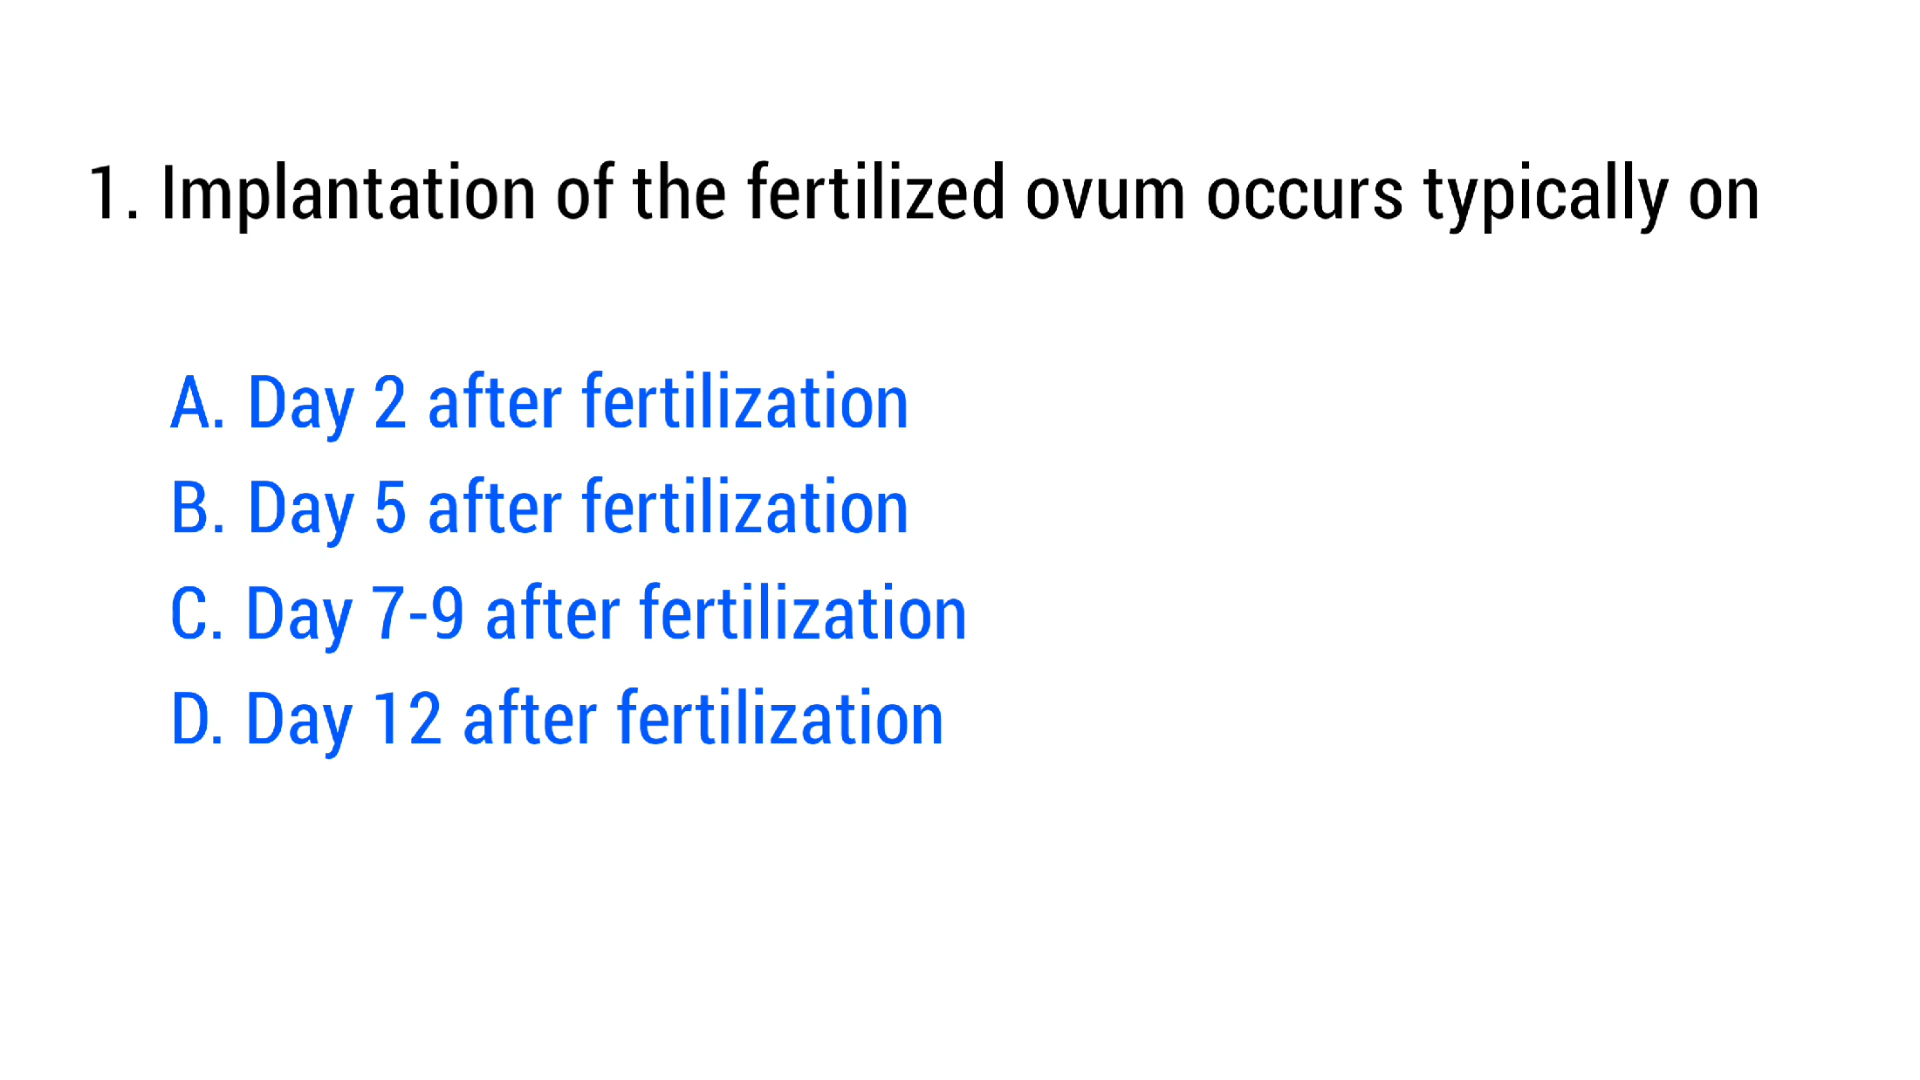 1. Implantation of the fertilized ovum occurs typically on
A. Day 2 after fertilization
B. Day 5 after fertilization
C. Day 7-9 after fertilization
D. Day 12 after fertilization